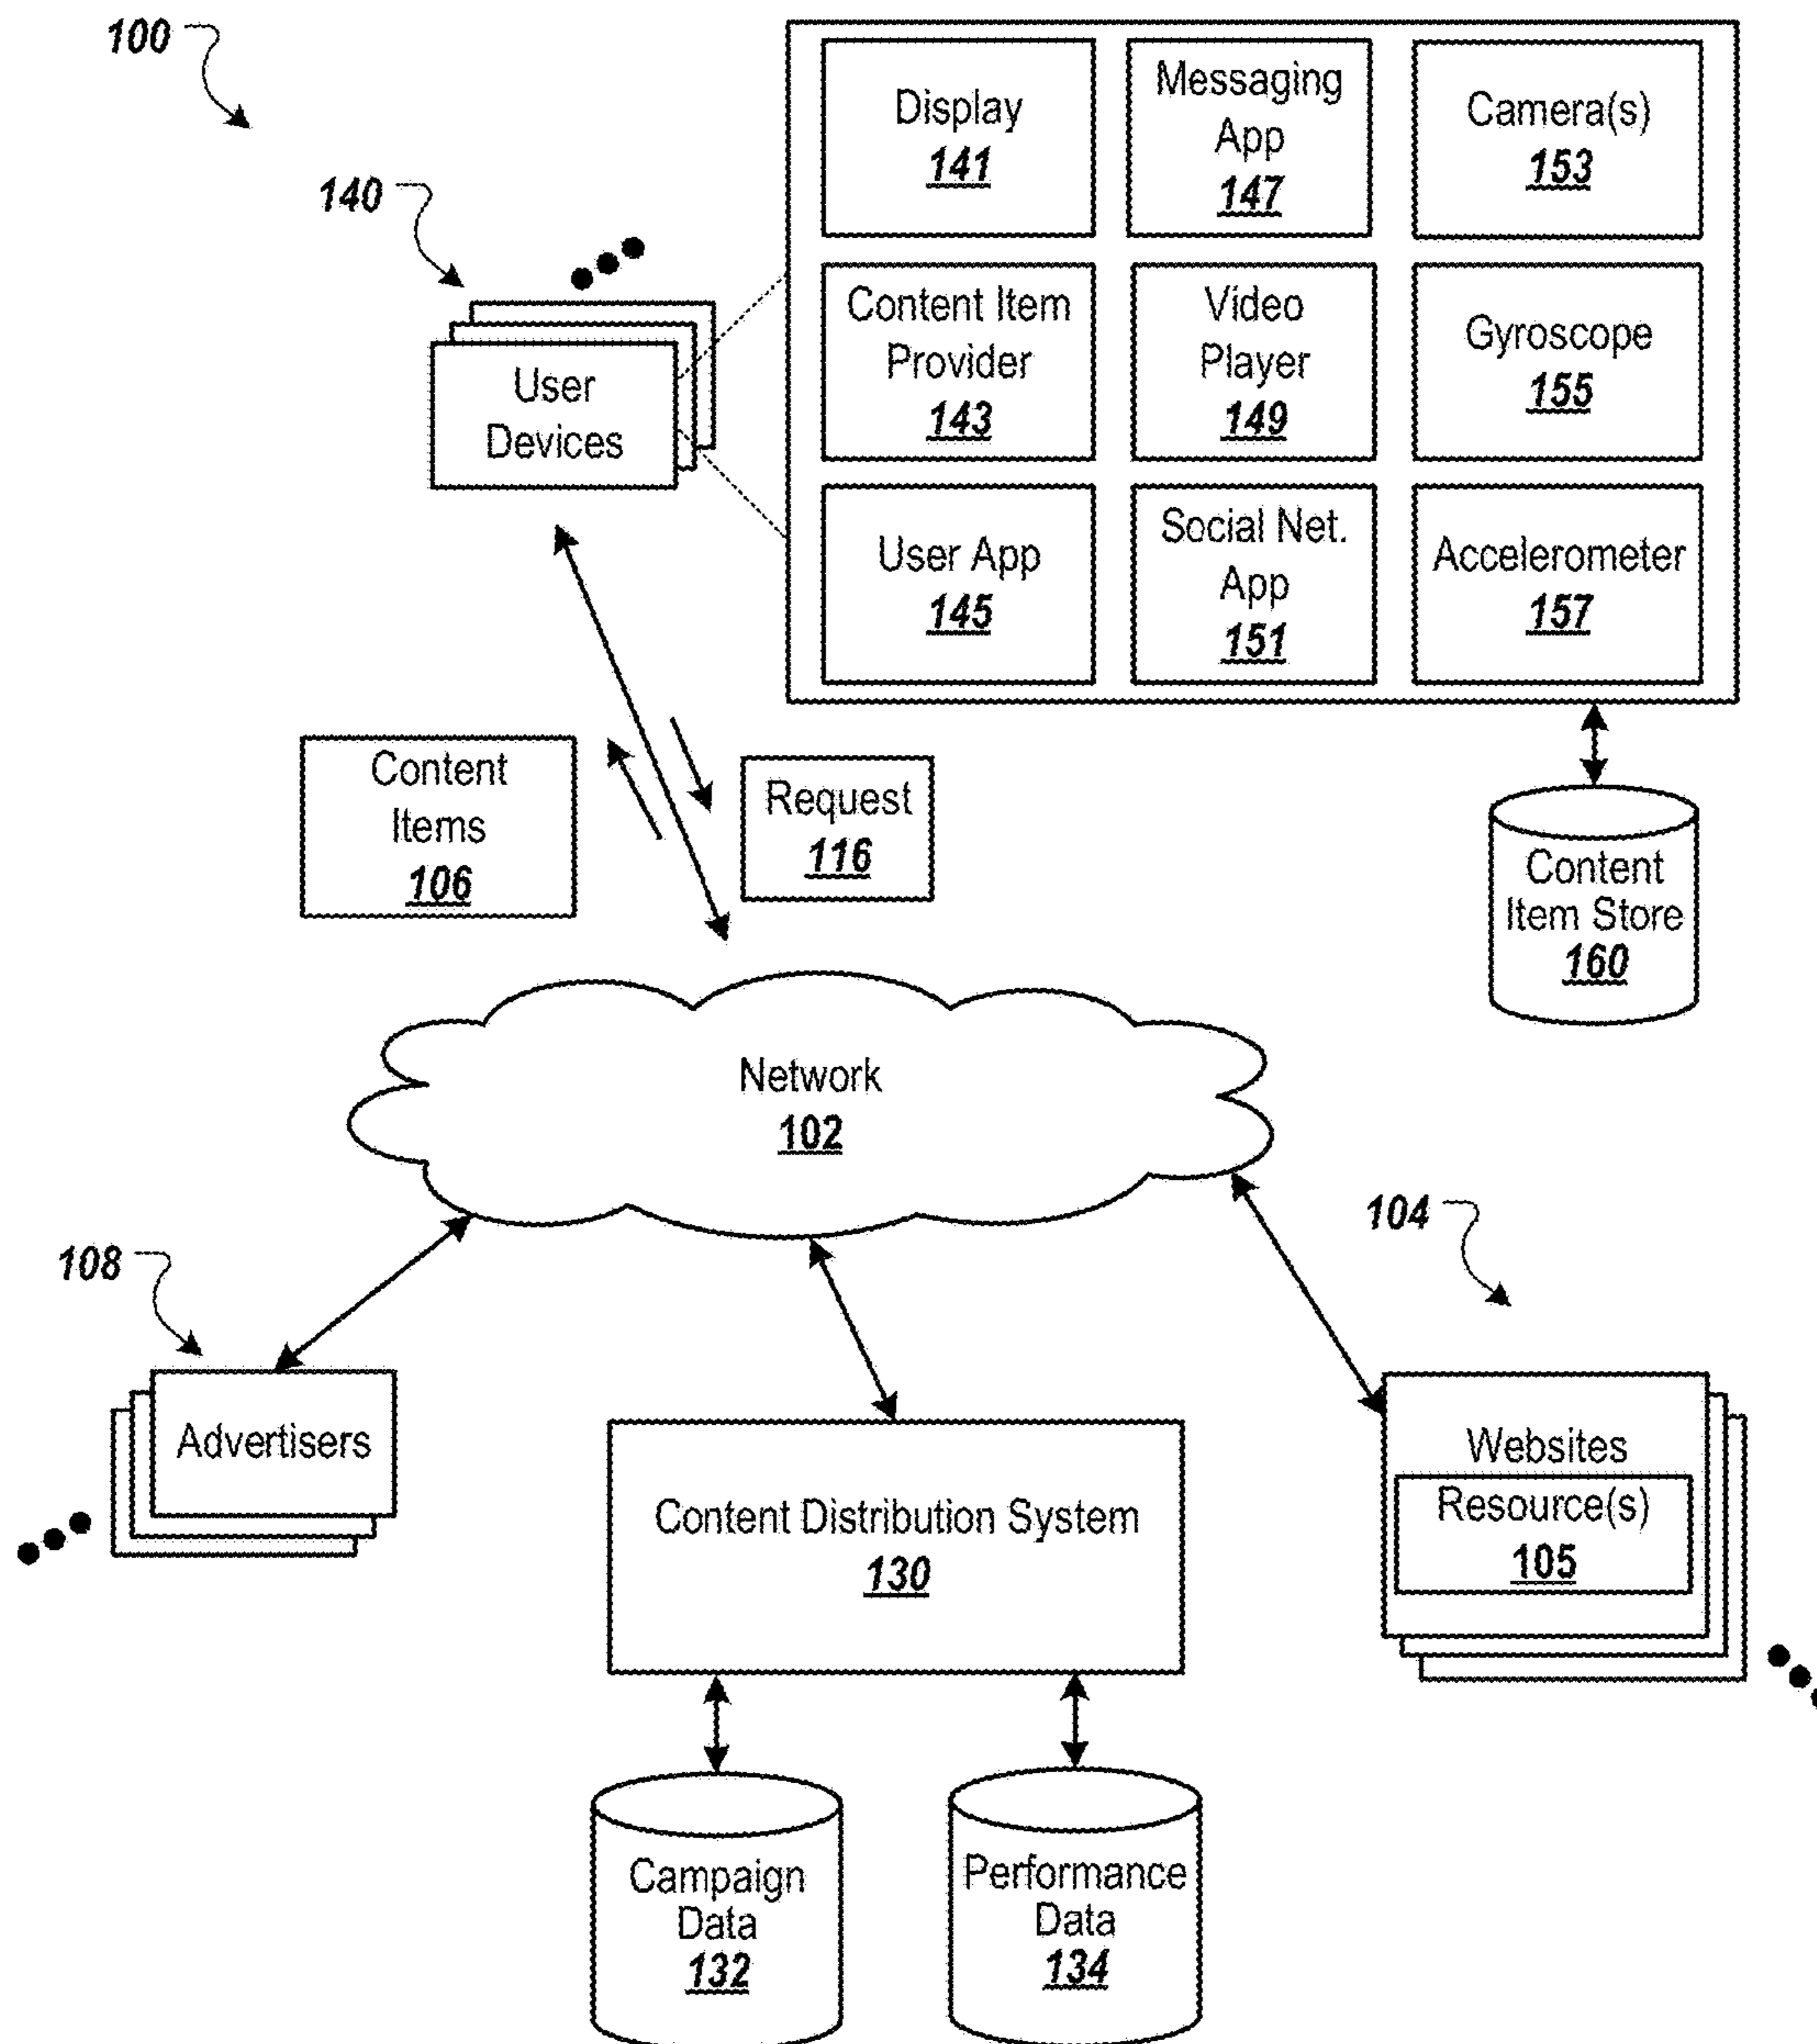 100
140
Display
141
Messaging
App
147
Camera(s)
153
Content Item
Provider
143
Video
Player
149
Gyroscope
155
User App
145
Social Net.
App
151
Accelerometer
157
User
Devices
Content
Items
106
Request
116
Content
Item Store
160
Network
102
108
104
Advertisers
Content Distribution System
130
Websites
Resource(s)
105
Campaign
Data
132
Performance
Data
134